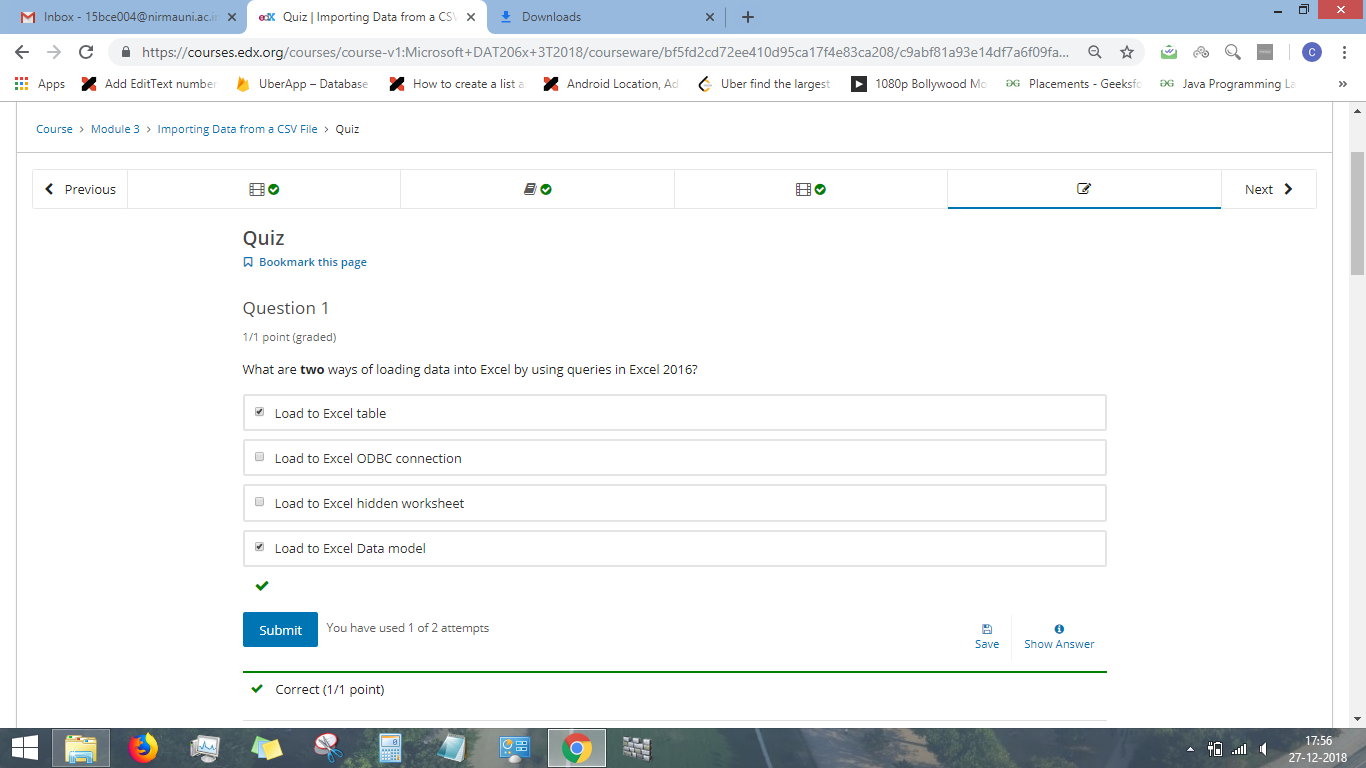 Inbox - 15bce004@nirmauni.ac.in
edX Quiz | Importing Data from a CSV
Downloads
https://courses.edx.org/courses/course-v1:Microsoft+DAT206x+3T2018/courseware/bf5fd2cd72ee410d95ca17f4e83ca208/c9abf81a93e14df7a6f09fa...
C
Apps
Add EditText number
UberApp – Database
How to create a list a
Android Location, Ad
Uber find the largest
1080p Bollywood Mo
Placements - Geeksfo
Java Programming La
»
Course > Module 3 > Importing Data from a CSV File > Quiz
Previous
Next
Quiz
Bookmark this page
Question 1
1/1 point (graded)
What are two ways of loading data into Excel by using queries in Excel 2016?
Load to Excel table
Load to Excel ODBC connection
Load to Excel hidden worksheet
Load to Excel Data model
Submit
You have used 1 of 2 attempts
Save
Show Answer
Correct (1/1 point)
17:56
27-12-2018